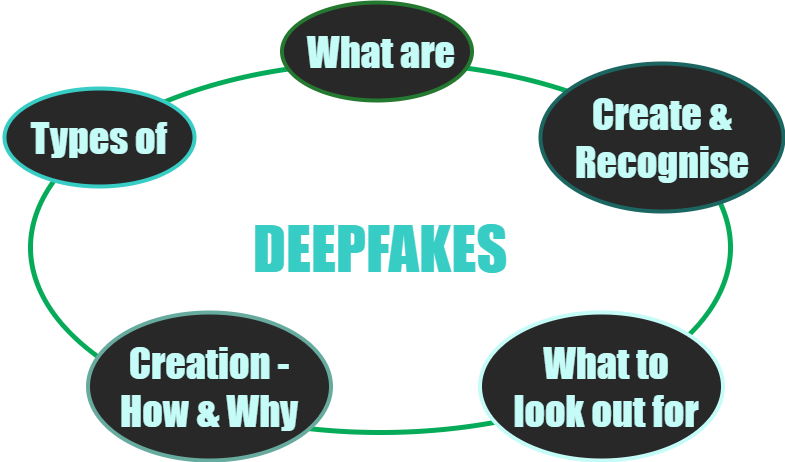 What are
Create &
Recognise
Types of
DEEPFAKES
Creation -
How & Why
What to
look out for